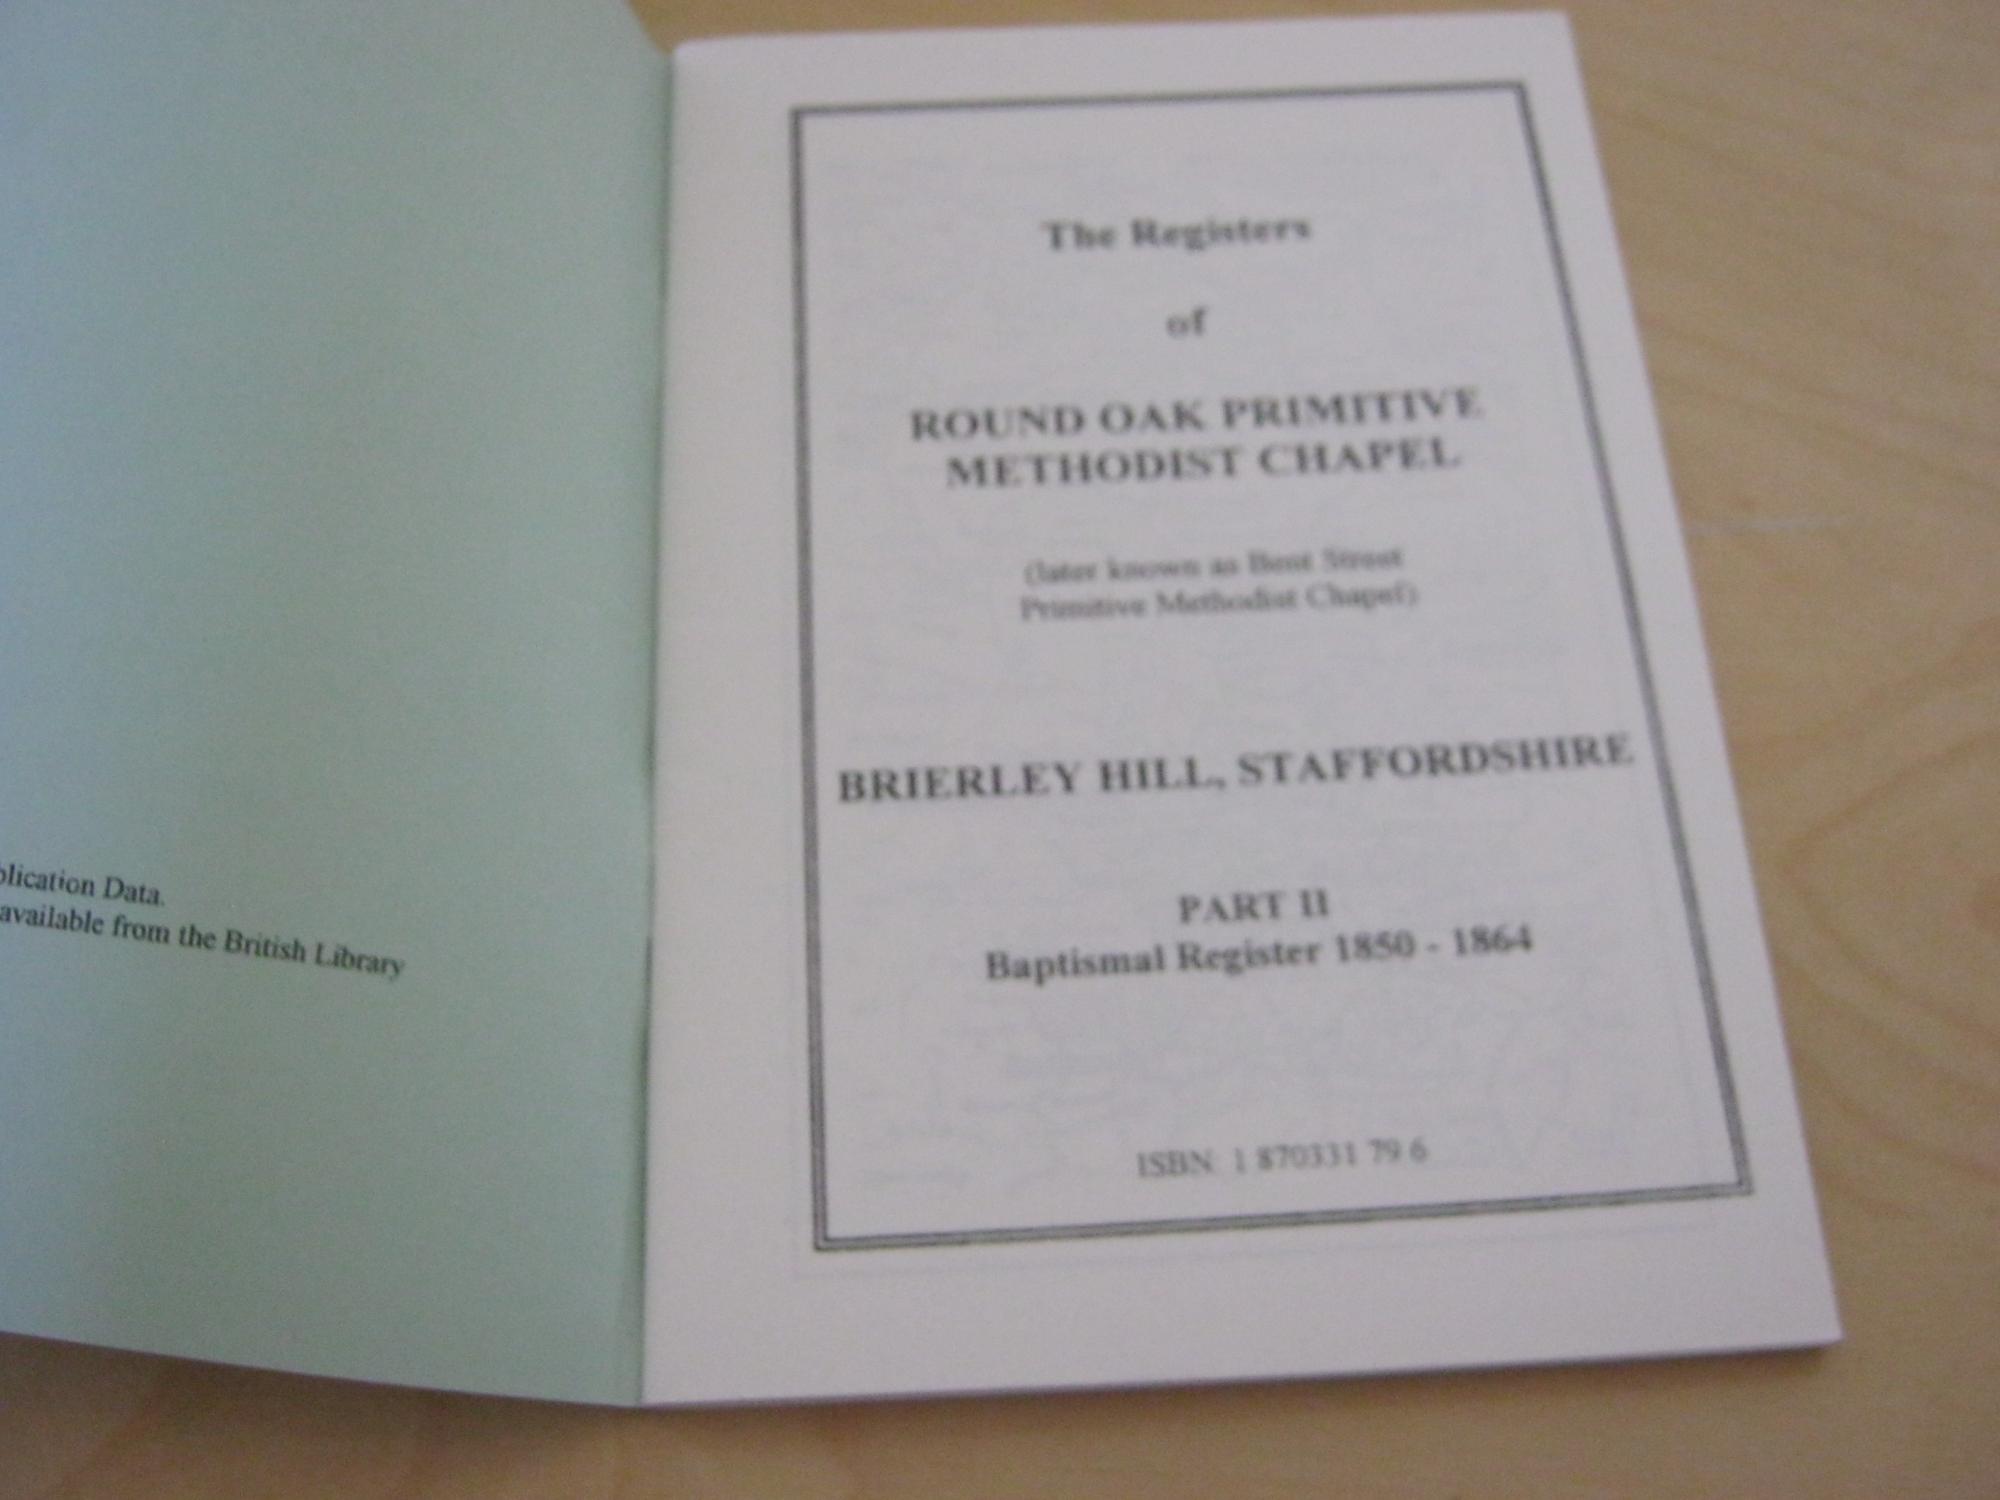 blication Data.
available from the British Library
The Registers
of
ROUND OAK PRIMITIVE
METHODIST CHAPEL
(later known as Bent Street
Primitive Methodist Chapel)
BRIERLEY HILL, STAFFORDSHIRE
PART II
Baptismal Register 1850 - 1864
ISBN 1 870331 79 6